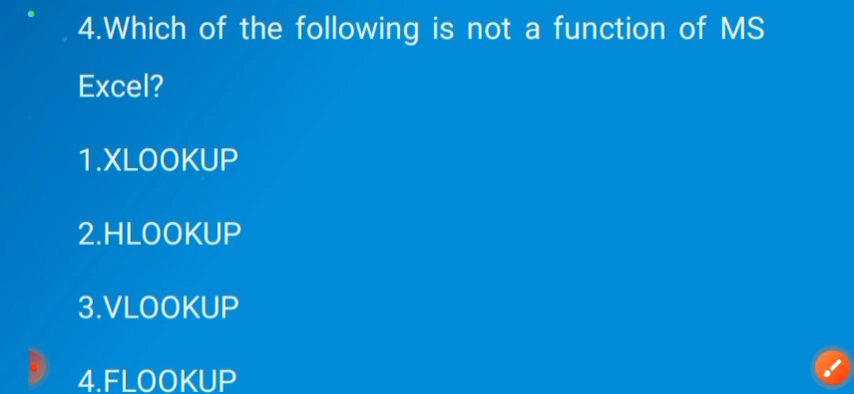 4.Which of the following is not a function of MS
Excel?
1.XLOOKUP
2.HLOOKUP
3.VLOOKUP
4.FLOOKUP